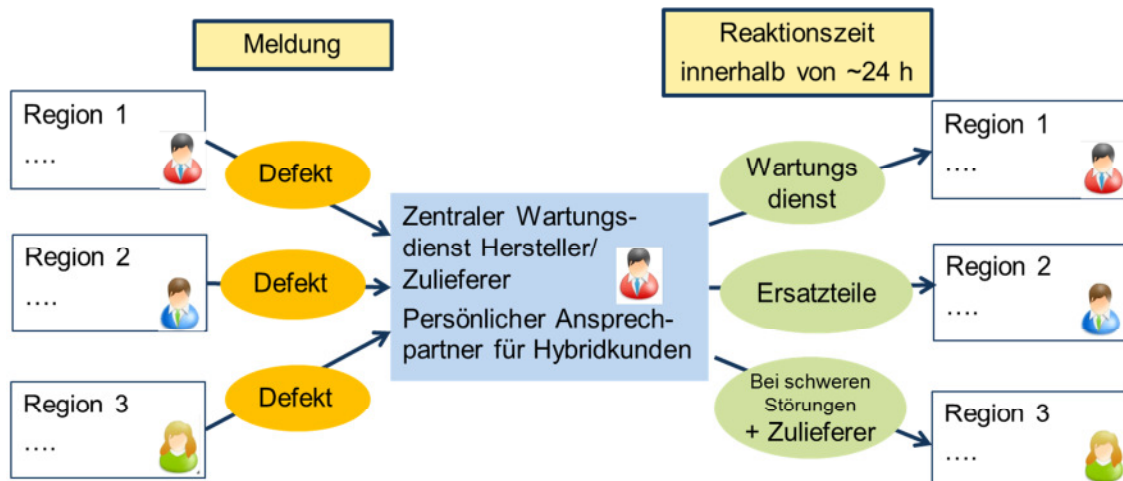 Meldung
Reaktionszeit
innerhalb von ~24 h
Region 1
....
Defekt
Region 2
....
Defekt
Region 3
....
Defekt
Zentraler Wartungs-
dienst Hersteller/
Zulieferer
Persönlicher Ansprech-
partner für Hybridkunden
Wartungs
dienst
Ersatzteile
Bei schweren
Störungen
+ Zulieferer
Region 1
....
Region 2
....
Region 3
....